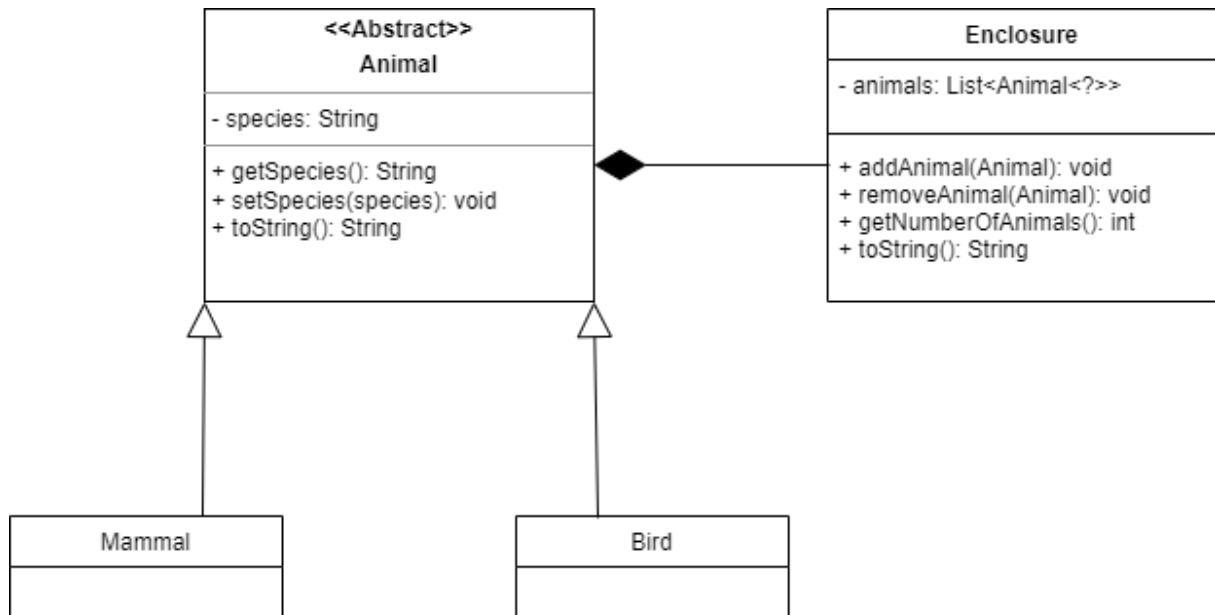 <<Abstract>>
Animal
- species: String
+ getSpecies(): String
+ setSpecies(species): void
+ toString(): String
Enclosure
- animals: List<Animal<?>>
+ addAnimal(Animal): void
+ removeAnimal(Animal): void
+ getNumberOfAnimals(): int
+ toString(): String
Mammal
Bird